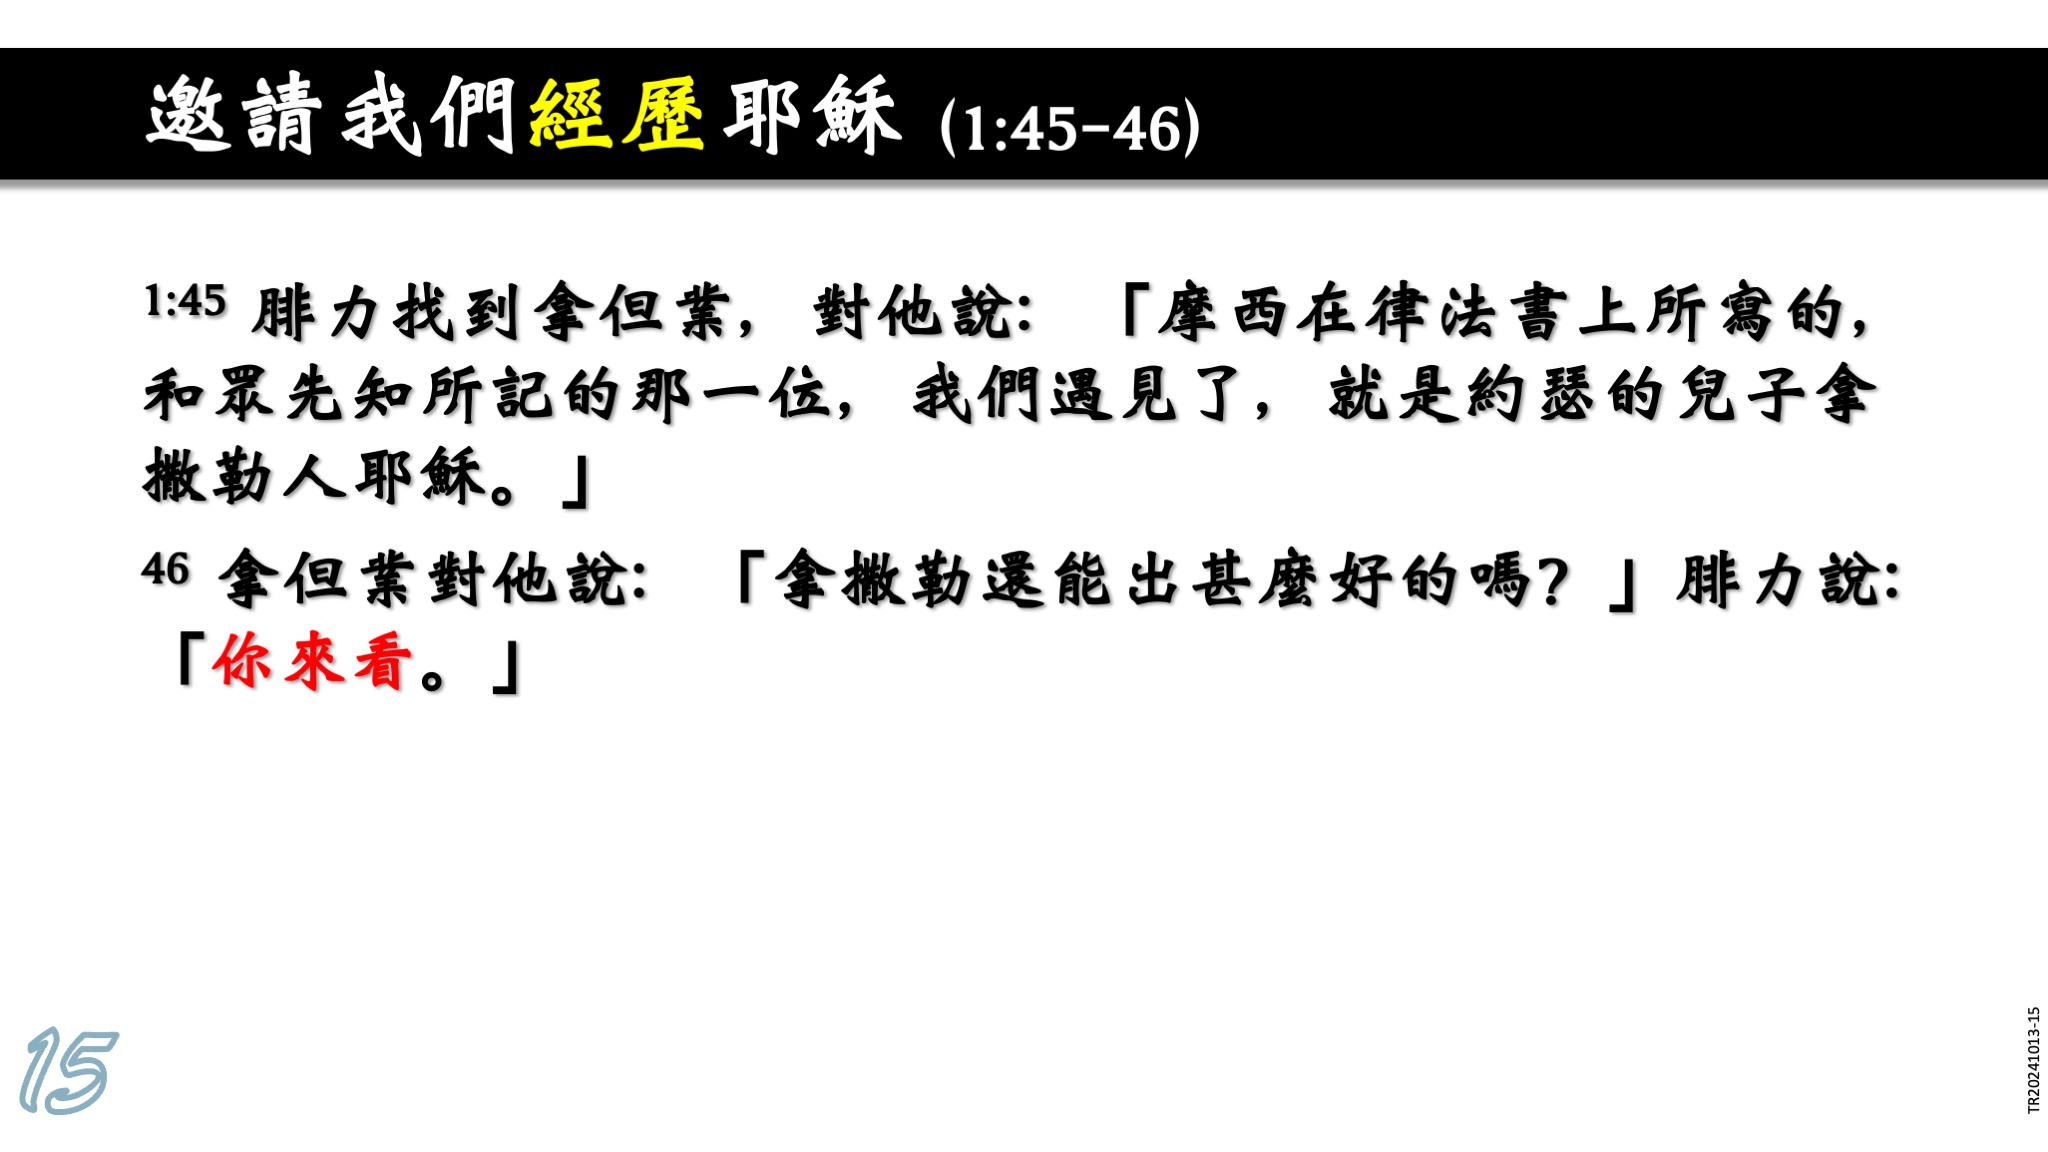 邀請我們經歷耶穌 (1:45-46)
1:45 腓力找到拿但業, 對他說: 「摩西在律法書上所寫的,
和眾先知所記的那一位, 我們遇見了, 就是約瑟的兒子拿
撒勒人耶穌。」
46 拿但業對他說: 「拿撒勒還能出甚麼好的嗎? 」腓力說:
「你來看。」
15
TR20241013-15